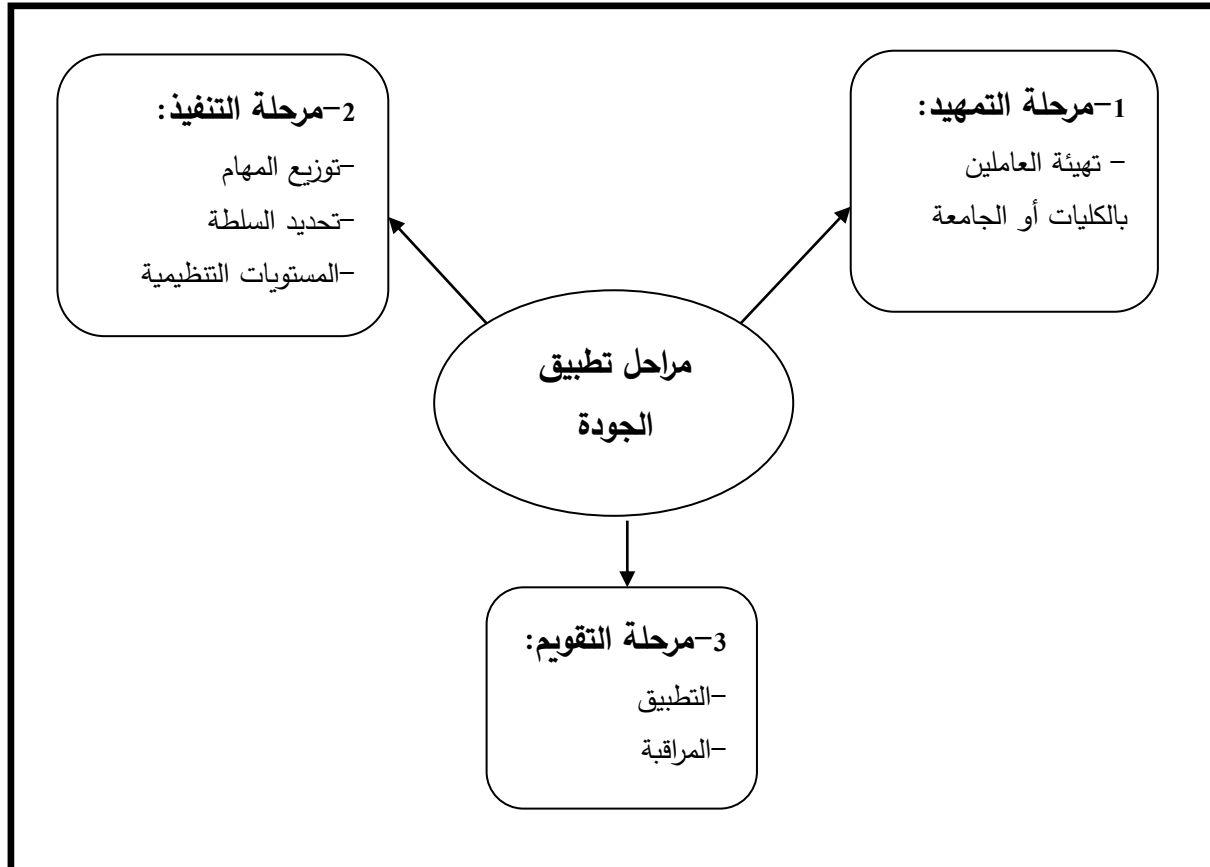 1-مرحلة التمهيد:
- تهيئة العاملين
بالكليات أو الجامعة
2-مرحلة التنفيذ:
-توزيع المهام
-تحديد السلطة
-المستويات التنظيمية
مراحل تطبيق
الجودة
3-مرحلة التقويم:
-التطبيق
-المراقبة